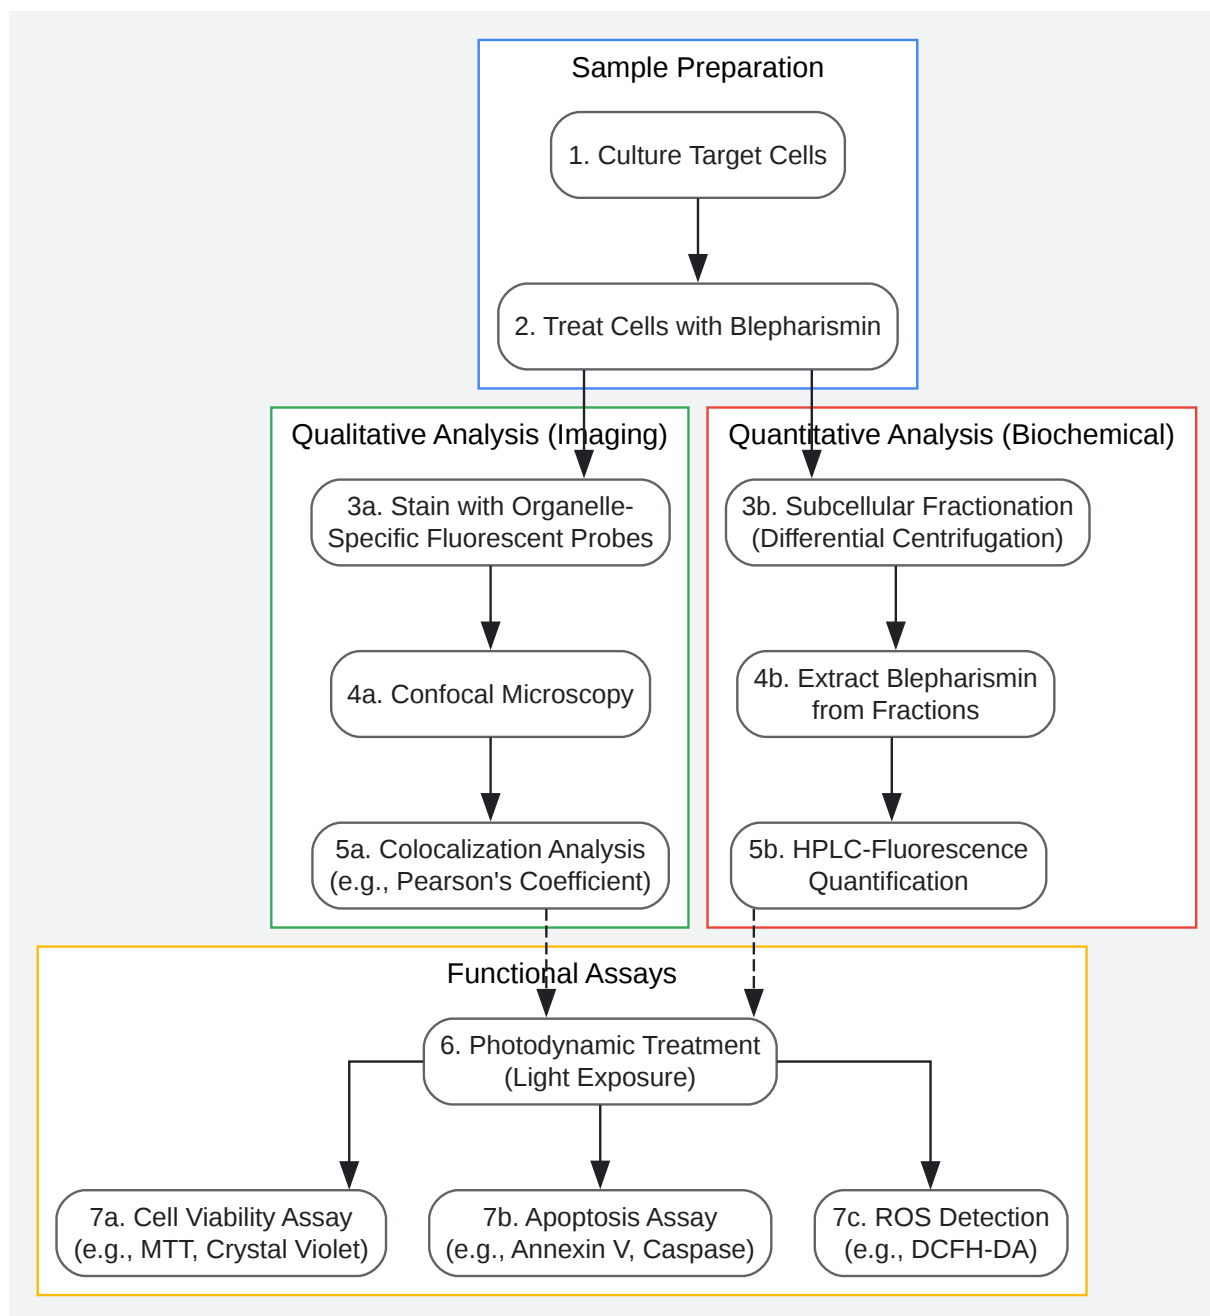 Sample Preparation
1. Culture Target Cells
2. Treat Cells with Blepharismin
Qualitative Analysis (Imaging)
3a. Stain with Organelle-
Specific Fluorescent Probes
4a. Confocal Microscopy
5a. Colocalization Analysis
(e.g., Pearson's Coefficient)
Quantitative Analysis (Biochemical)
3b. Subcellular Fractionation
(Differential Centrifugation)
4b. Extract Blepharismin
from Fractions
5b. HPLC-Fluorescence
Quantification
Functional Assays
6. Photodynamic Treatment
(Light Exposure)
7a. Cell Viability Assay
(e.g., MTT, Crystal Violet)
7b. Apoptosis Assay
(e.g., Annexin V, Caspase)
7c. ROS Detection
(e.g., DCFH-DA)